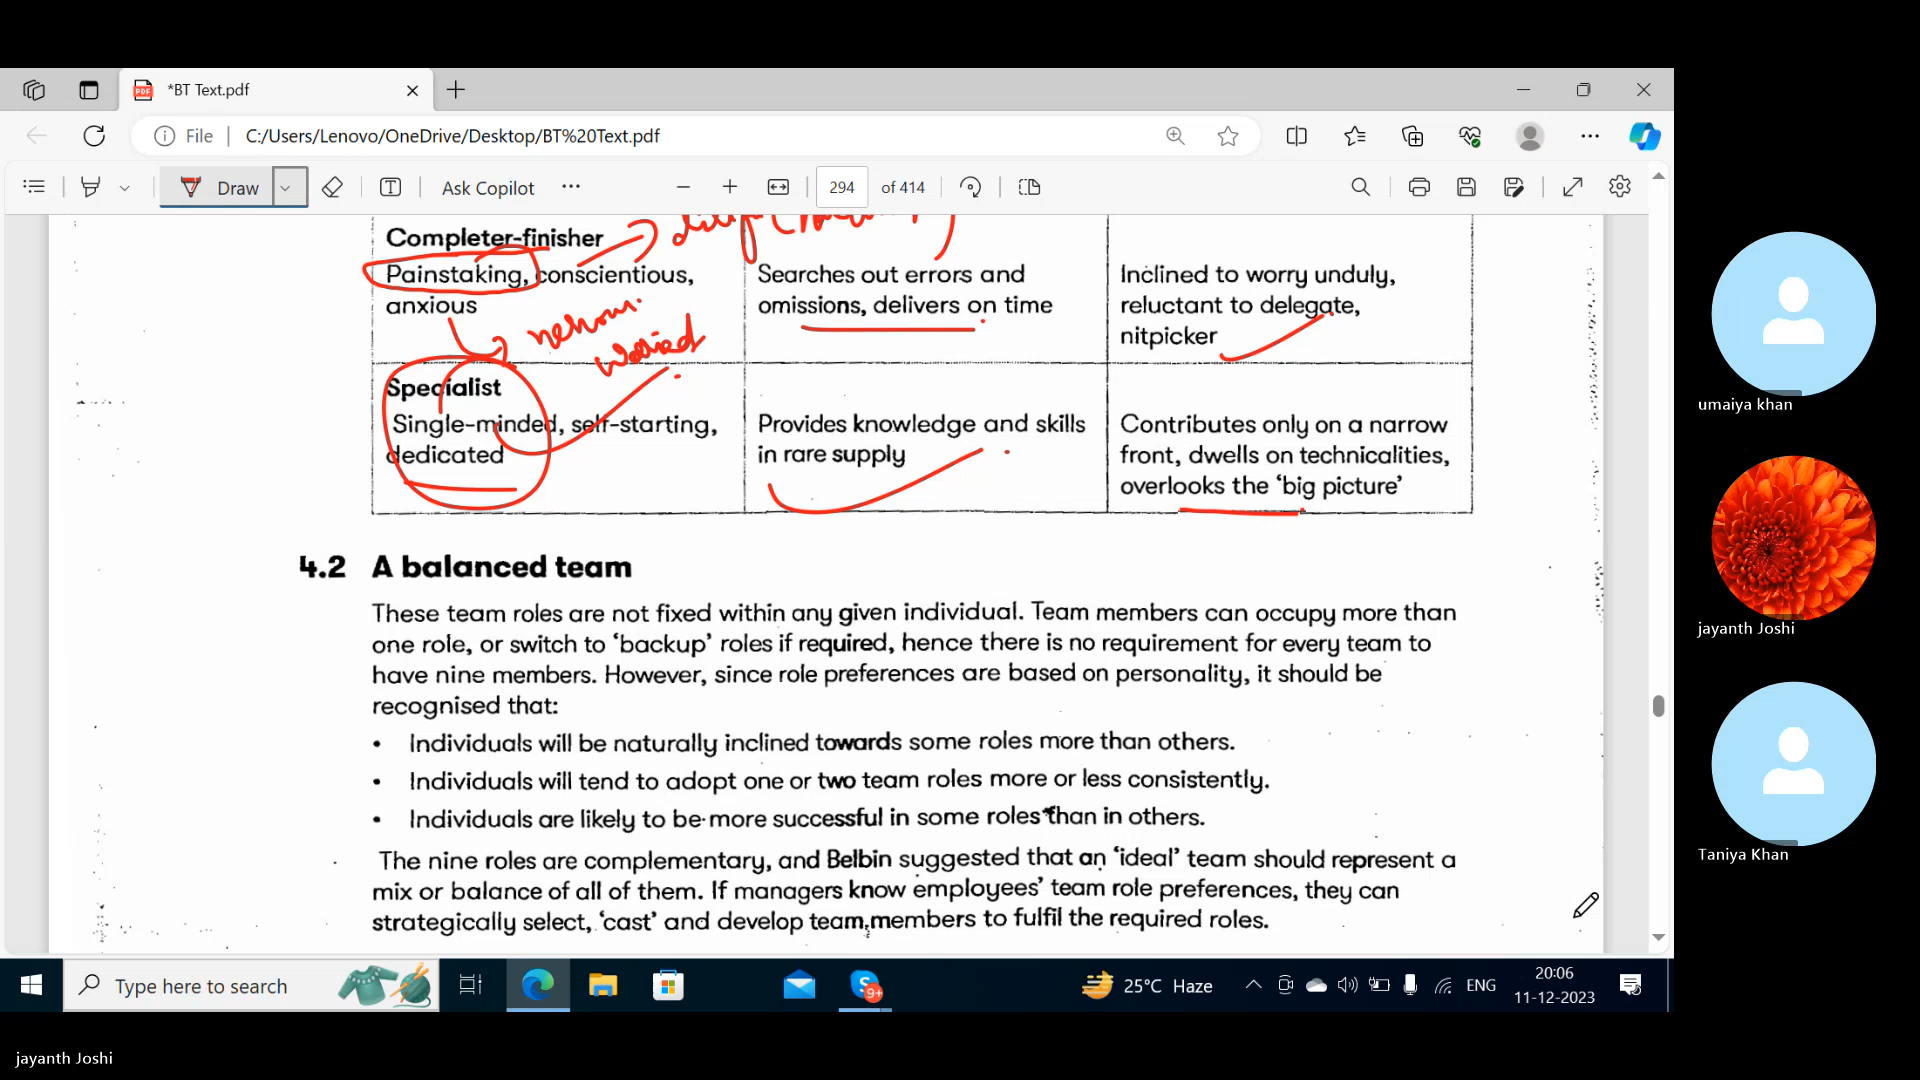 *BT Text.pdf
File
C:/Users/Lenovo/OneDrive/Desktop/BT%20Text.pdf
Draw
Ask Copilot
294 of 414
Completer-finisher
Painstaking, conscientious,
anxious
Searches out errors and
omissions, delivers on time
Inclined to worry unduly,
reluctant to delegate,
nitpicker
nervous
worried
Specialist
Single-minded, self-starting,
dedicated
Provides knowledge and skills
in rare supply
Contributes only on a narrow
front, dwells on technicalities,
overlooks the ‘big picture’
4.2 A balanced team
These team roles are not fixed within any given individual. Team members can occupy more than
one role, or switch to ‘backup’ roles if required, hence there is no requirement for every team to
have nine members. However, since role preferences are based on personality, it should be
recognised that:
• Individuals will be naturally inclined towards some roles more than others.
• Individuals will tend to adopt one or two team roles more or less consistently.
• Individuals are likely to be more successful in some roles than in others.
The nine roles are complementary, and Belbin suggested that an ‘ideal’ team should represent a
mix or balance of all of them. If managers know employees’ team role preferences, they can
strategically select, ‘cast’ and develop team members to fulfil the required roles.
umaiya khan
jayanth Joshi
Taniya Khan
Type here to search
9+
25°C Haze
ENG
20:06
11-12-2023
jayanth Joshi